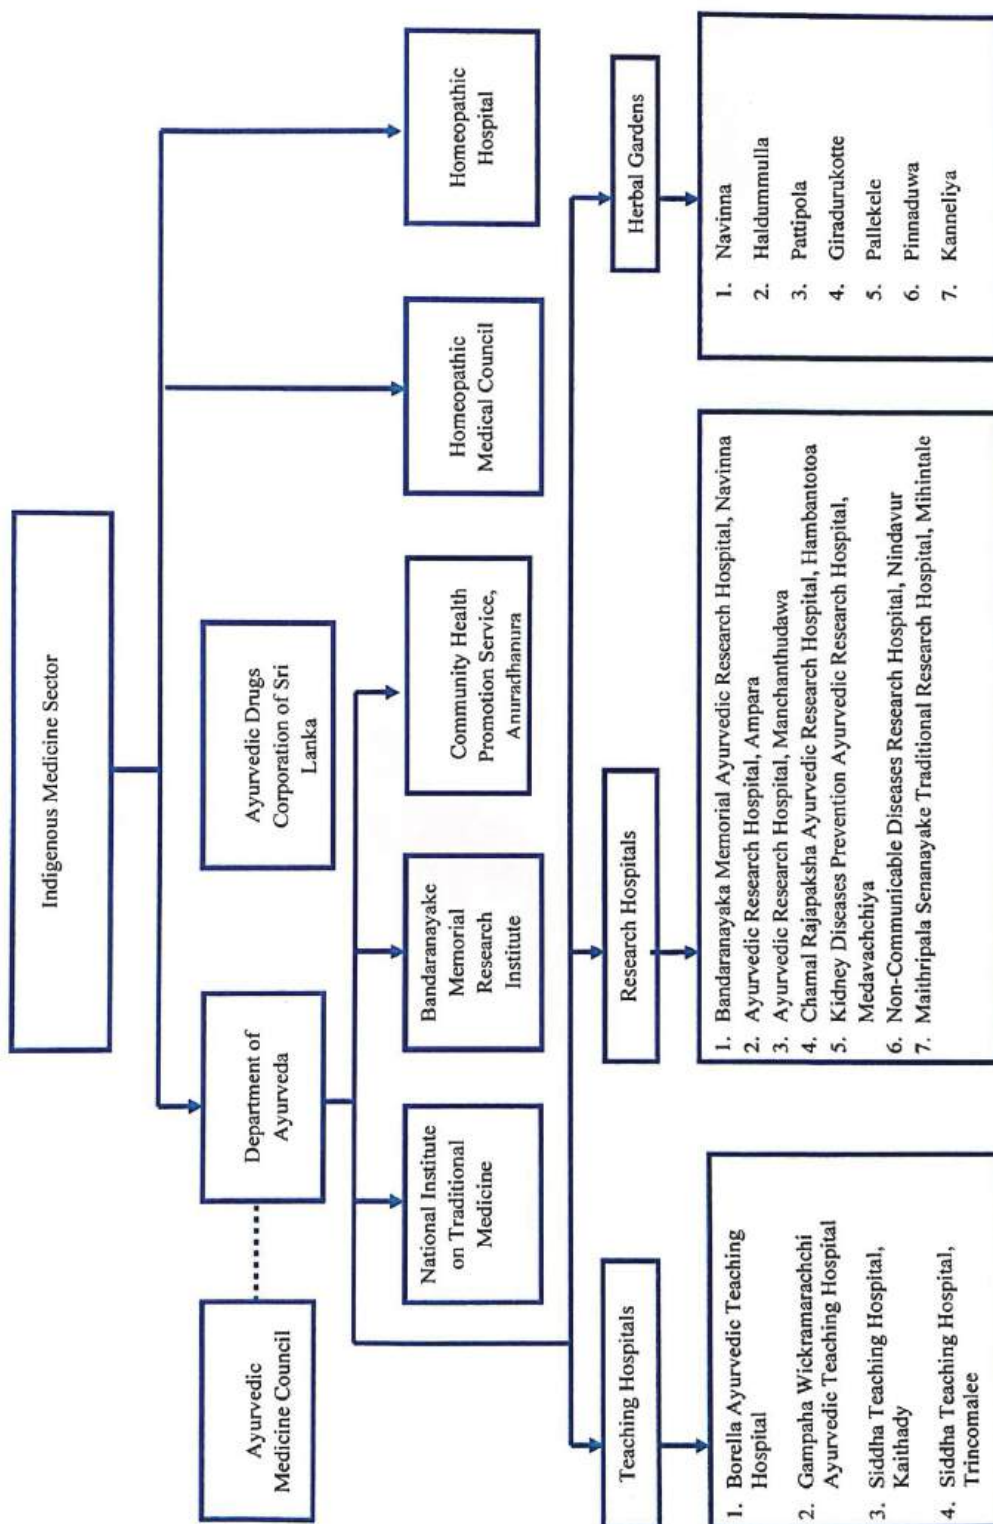 Indigenous Medicine Sector
Ayurvedic
Medicine Council
Department of
Ayurveda
Ayurvedic Drugs
Corporation of Sri
Lanka
National Institute
on Traditional
Medicine
Bandaranayake
Memorial
Research
Institute
Community Health
Promotion Service,
Anuradhanura
Homeopathic
Medical Council
Homeopathic
Hospital
Teaching Hospitals
Research Hospitals
Herbal Gardens
1. Borella Ayurvedic Teaching
Hospital
2. Gampaha Wickramarachchi
Ayurvedic Teaching Hospital
3. Siddha Teaching Hospital,
Kaithady
4. Siddha Teaching Hospital,
Trincomalee
1. Bandaranayaka Memorial Ayurvedic Research Hospital, Navinna
2. Ayurvedic Research Hospital, Ampara
3. Ayurvedic Research Hospital, Manchanthudawa
4. Chamal Rajapaksha Ayurvedic Research Hospital, Hambantotoa
5. Kidney Diseases Prevention Ayurvedic Research Hospital,
Medavachchiya
6. Non-Communicable Diseases Research Hospital, Nindavur
7. Maithripala Senanayake Traditional Research Hospital, Mihintale
1. Navinna
2. Haldummulla
3. Pattipola
4. Giradurukotte
5. Pallekele
6. Pinnaduwa
7. Kanneliya